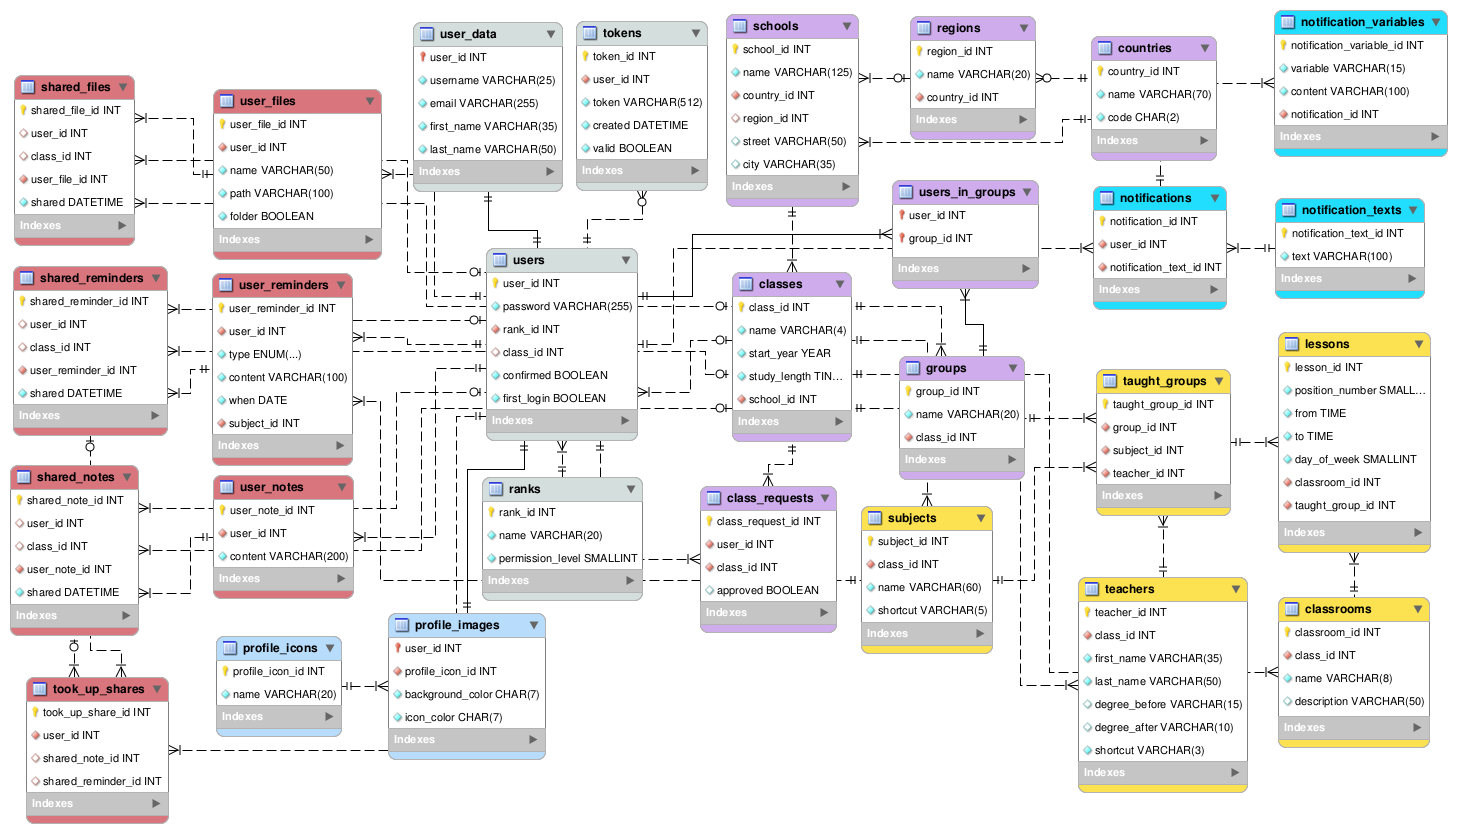 shared_files
shared_file_id INT
user_id INT
class_id INT
user_file_id INT
shared DATETIME
Indexes
user_files
user_file_id INT
user_id INT
name VARCHAR(50)
path VARCHAR(100)
folder BOOLEAN
Indexes
user_data
user_id INT
username VARCHAR(25)
email VARCHAR(255)
first_name VARCHAR(35)
last_name VARCHAR(50)
Indexes
tokens
token_id INT
user_id INT
token VARCHAR(512)
created DATETIME
valid BOOLEAN
Indexes
schools
school_id INT
name VARCHAR(125)
country_id INT
region_id INT
street VARCHAR(50)
city VARCHAR(35)
Indexes
regions
region_id INT
name VARCHAR(20)
country_id INT
Indexes
countries
country_id INT
name VARCHAR(70)
code CHAR(2)
Indexes
notification_variables
notification_variable_id INT
variable VARCHAR(15)
content VARCHAR(100)
notification_id INT
Indexes
users_in_groups
user_id INT
group_id INT
Indexes
notifications
notification_id INT
user_id INT
notification_text_id INT
Indexes
notification_texts
notification_text_id INT
text VARCHAR(100)
Indexes
shared_reminders
shared_reminder_id INT
user_id INT
class_id INT
user_reminder_id INT
shared DATETIME
Indexes
user_reminders
user_reminder_id INT
user_id INT
type ENUM(...)
content VARCHAR(100)
when DATE
subject_id INT
Indexes
users
user_id INT
password VARCHAR(255)
rank_id INT
class_id INT
confirmed BOOLEAN
first_login BOOLEAN
Indexes
classes
class_id INT
name VARCHAR(4)
start_year YEAR
study_length TIN...
school_id INT
Indexes
groups
group_id INT
name VARCHAR(20)
class_id INT
Indexes
taught_groups
taught_group_id INT
group_id INT
subject_id INT
teacher_id INT
Indexes
lessons
lesson_id INT
position_number SMALL...
from TIME
to TIME
day_of_week SMALLINT
classroom_id INT
taught_group_id INT
Indexes
shared_notes
shared_note_id INT
user_id INT
class_id INT
user_note_id INT
shared DATETIME
Indexes
user_notes
user_note_id INT
user_id INT
content VARCHAR(200)
Indexes
ranks
rank_id INT
name VARCHAR(20)
permission_level SMALLINT
Indexes
class_requests
class_request_id INT
user_id INT
class_id INT
approved BOOLEAN
Indexes
subjects
subject_id INT
class_id INT
name VARCHAR(60)
shortcut VARCHAR(5)
Indexes
teachers
teacher_id INT
class_id INT
first_name VARCHAR(35)
last_name VARCHAR(50)
degree_before VARCHAR(15)
degree_after VARCHAR(10)
shortcut VARCHAR(3)
Indexes
classrooms
classroom_id INT
class_id INT
name VARCHAR(8)
description VARCHAR(50)
Indexes
took_up_shares
took_up_share_id INT
user_id INT
shared_note_id INT
shared_reminder_id INT
Indexes
profile_icons
profile_icon_id INT
name VARCHAR(20)
Indexes
profile_images
user_id INT
profile_icon_id INT
background_color CHAR(7)
icon_color CHAR(7)
Indexes